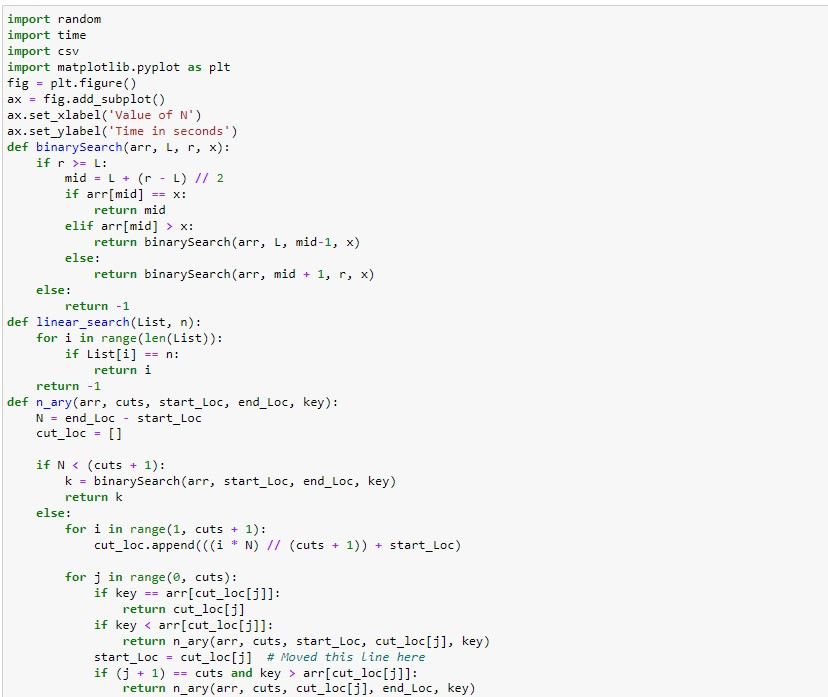 import random
import time
import csv
import matplotlib.pyplot as plt
fig = plt.figure()
ax = fig.add_subplot()
ax.set_xlabel('Value of N')
ax.set_ylabel('Time in seconds')
def binarySearch(arr, L, r, x):
    if r >= L:
        mid = L + (r - L) // 2
        if arr[mid] == x:
            return mid
        elif arr[mid] > x:
            return binarySearch(arr, L, mid-1, x)
        else:
            return binarySearch(arr, mid + 1, r, x)
    else:
        return -1
def linear_search(List, n):
    for i in range(len(List)):
        if List[i] == n:
            return i
    return -1
def n_ary(arr, cuts, start_Loc, end_Loc, key):
    N = end_Loc - start_Loc
    cut_loc = []
    if N < (cuts + 1):
        k = binarySearch(arr, start_Loc, end_Loc, key)
        return k
    else:
        for i in range(1, cuts + 1):
            cut_loc.append(((i * N) // (cuts + 1)) + start_Loc)
        for j in range(0, cuts):
            if key == arr[cut_loc[j]]:
                return cut_loc[j]
            if key < arr[cut_loc[j]]:
                return n_ary(arr, cuts, start_Loc, cut_loc[j], key)
            start_Loc = cut_loc[j]  # Moved this line here
            if (j + 1) == cuts and key > arr[cut_loc[j]]:
                return n_ary(arr, cuts, cut_loc[j], end_Loc, key)